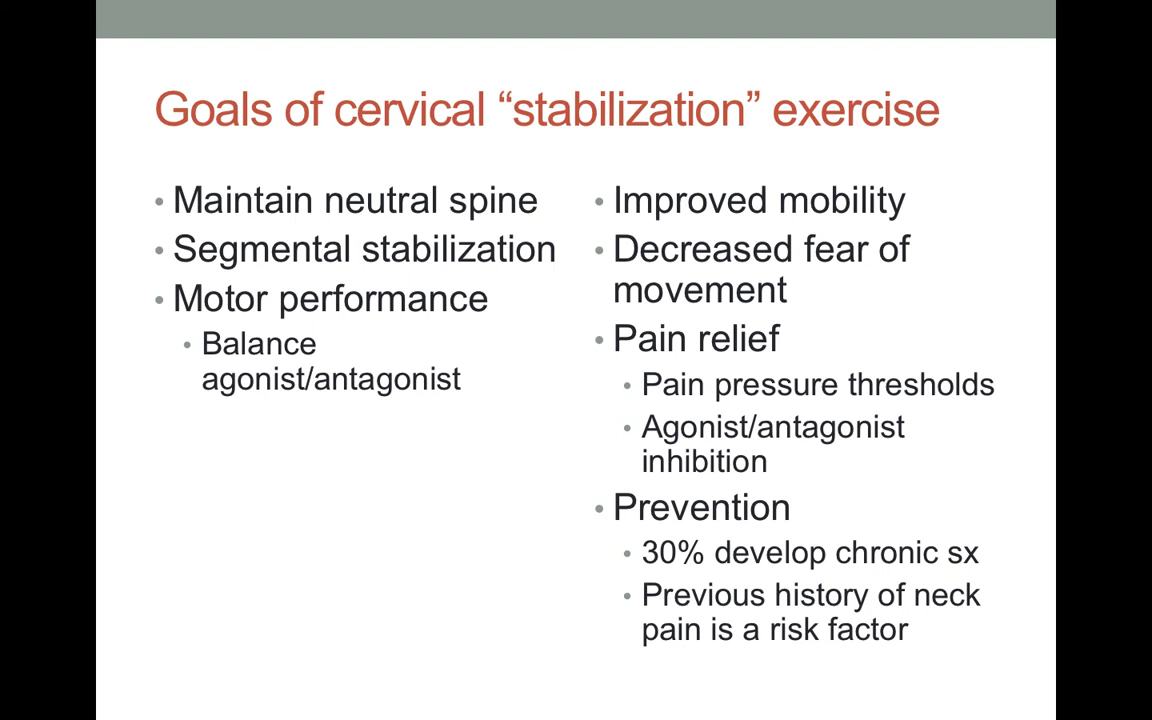 Goals of cervical “stabilization” exercise
• Maintain neutral spine
• Segmental stabilization
• Motor performance
• Balance
agonist/antagonist
• Improved mobility
• Decreased fear of
movement
• Pain relief
• Pain pressure thresholds
• Agonist/antagonist
inhibition
• Prevention
• 30% develop chronic sx
• Previous history of neck
pain is a risk factor